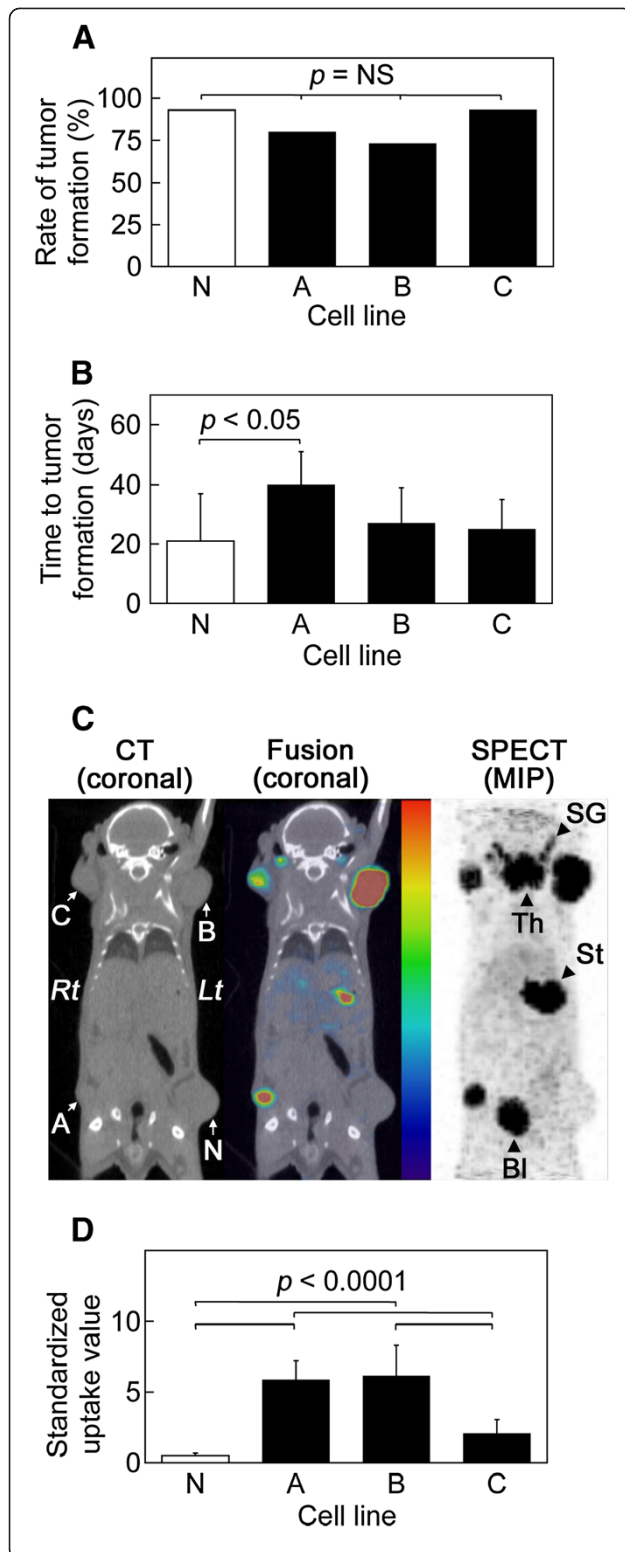 A
p = NS
Rate of tumor
formation (%)
100
75
50
25
0
N A B C
Cell line
B
p < 0.05
Time to tumor
formation (days)
60
40
20
0
N A B C
Cell line
C
CT
(coronal)
Fusion
(coronal)
SPECT
(MIP)
SG
C
B
Th
St
Rt
Lt
A
N
Bl
D
p < 0.0001
Standardized
uptake value
10
5
0
N A B C
Cell line